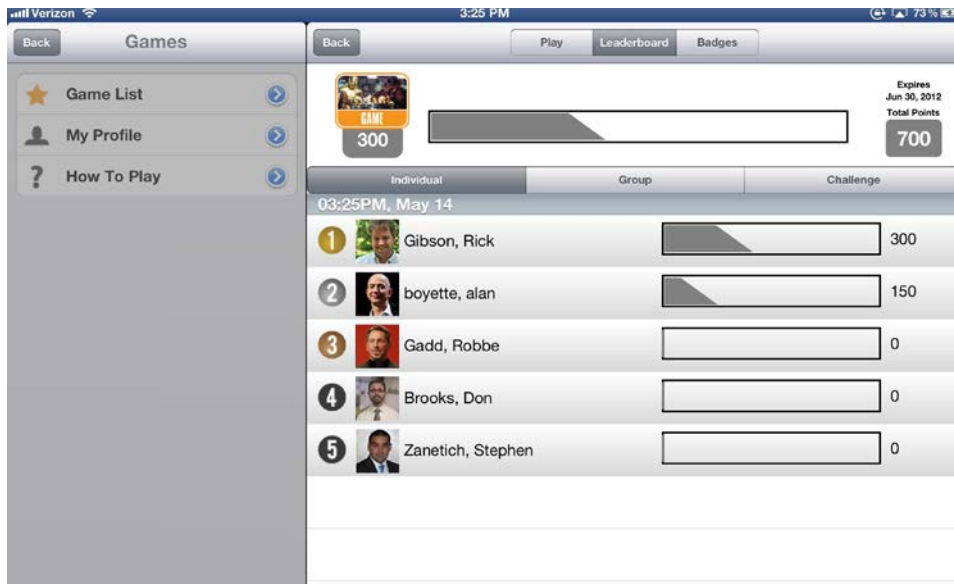 Verizon 3:25 PM 73%
Back Games
Game List
My Profile
? How To Play
Back Play Leaderboard Badges
GAME
300
Expires
Jun 30, 2012
Total Points
700
Individual Group Challenge
03:25PM, May 14
1 Gibson, Rick 300
2 boyette, alan 150
3 Gadd, Robbe 0
4 Brooks, Don 0
5 Zanetich, Stephen 0